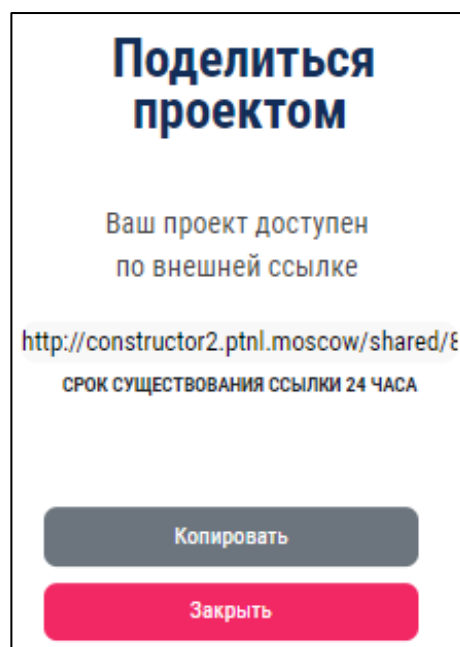 Поделиться
проектом
Ваш проект доступен
по внешней ссылке
http://constructor2.ptnl.moscow/shared/8
СРОК СУЩЕСТВОВАНИЯ ССЫЛКИ 24 ЧАСА
Копировать
Закрыть